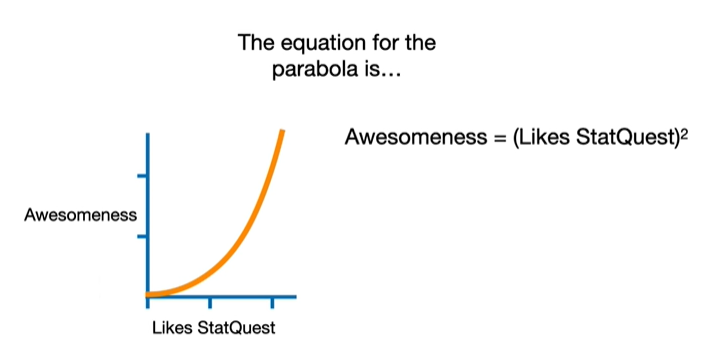 The equation for the
parabola is…
Awesomeness = (Likes StatQuest)²
Awesomeness
Likes StatQuest